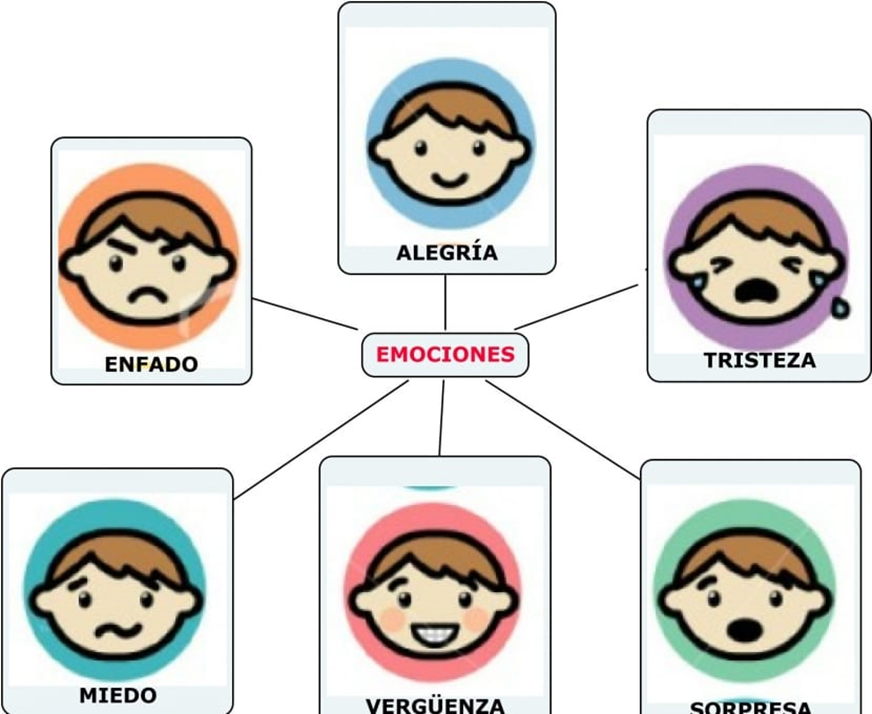 ALEGRÍA
ENFADO
EMOCIONES
TRISTEZA
MIEDO
VERGÜENZA
SORPRESA